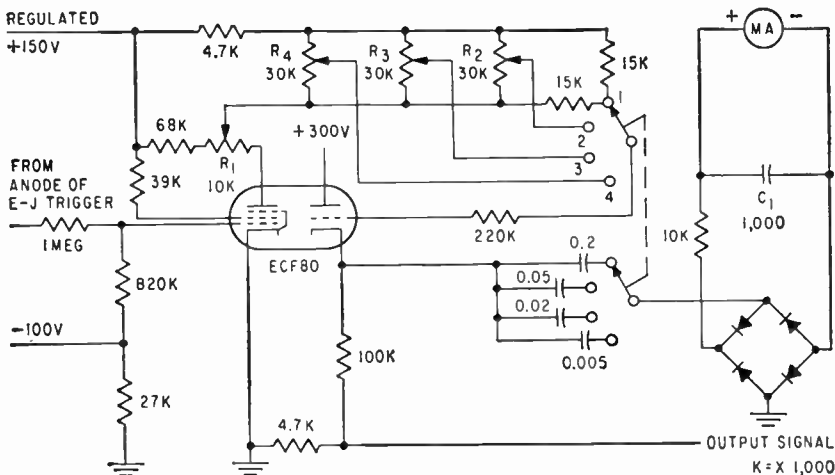 REGULATED
+150V
4.7K
R4
30K
R3
30K
R2
30K
15K
15K
+ MA -
68K
R1
10K
+300V
1
2
3
4
FROM
ANODE OF
E-J TRIGGER
39K
1MEG
ECF80
220K
C1
1,000
10K
820K
0.2
0.05
0.02
0.005
-100V
100K
27K
4.7K
OUTPUT SIGNAL
K=X 1,000